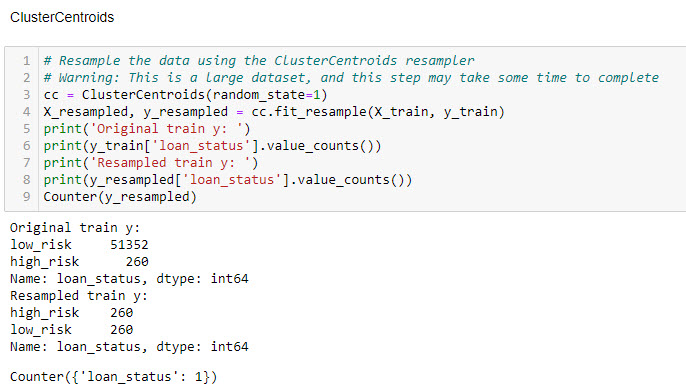 ClusterCentroids
1 # Resample the data using the ClusterCentroids resampler
2 # Warning: This is a large dataset, and this step may take some time to complete
3 cc = ClusterCentroids(random_state=1)
4 X_resampled, y_resampled = cc.fit_resample(X_train, y_train)
5 print('Original train y: ')
6 print(y_train['loan_status'].value_counts())
7 print('Resampled train y: ')
8 print(y_resampled['loan_status'].value_counts())
9 Counter(y_resampled)
Original train y:
low_risk     51352
high_risk      260
Name: loan_status, dtype: int64
Resampled train y:
high_risk    260
low_risk     260
Name: loan_status, dtype: int64
Counter({'loan_status': 1})